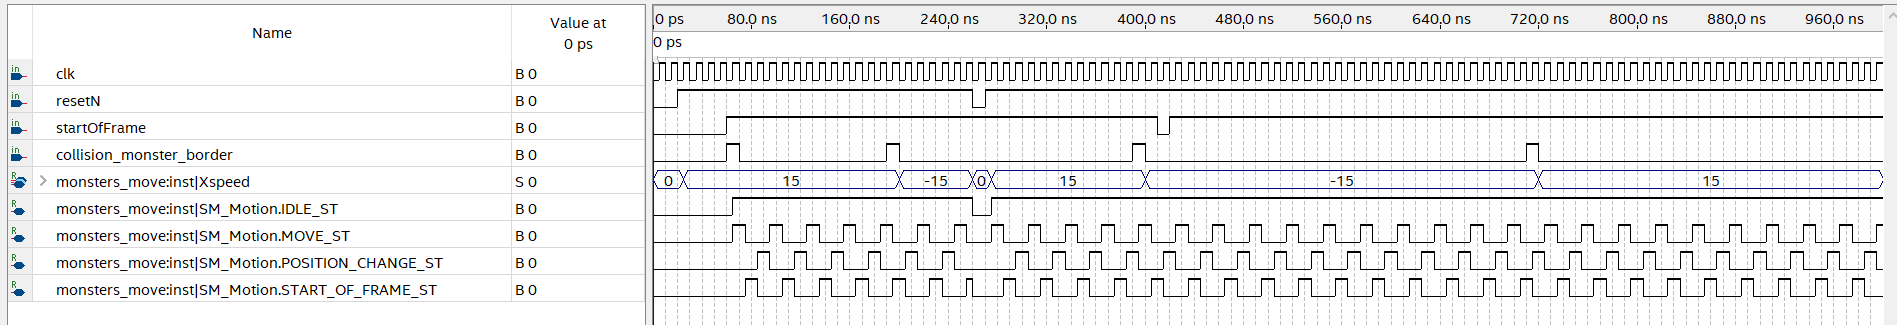 Name Value at 0 ps
0 ps 80.0 ns 160.0 ns 240.0 ns 320.0 ns 400.0 ns 480.0 ns 560.0 ns 640.0 ns 720.0 ns 800.0 ns 880.0 ns 960.0 ns
0 ps
in clk B 0
in resetN B 0
in startOfFrame B 0
in collision_monster_border B 0
R monsters_move:inst|Xspeed S 0 0 15 -15 0 15 -15 15
R monsters_move:inst|SM_Motion.IDLE_ST B 0
R monsters_move:inst|SM_Motion.MOVE_ST B 0
R monsters_move:inst|SM_Motion.POSITION_CHANGE_ST B 0
R monsters_move:inst|SM_Motion.START_OF_FRAME_ST B 0